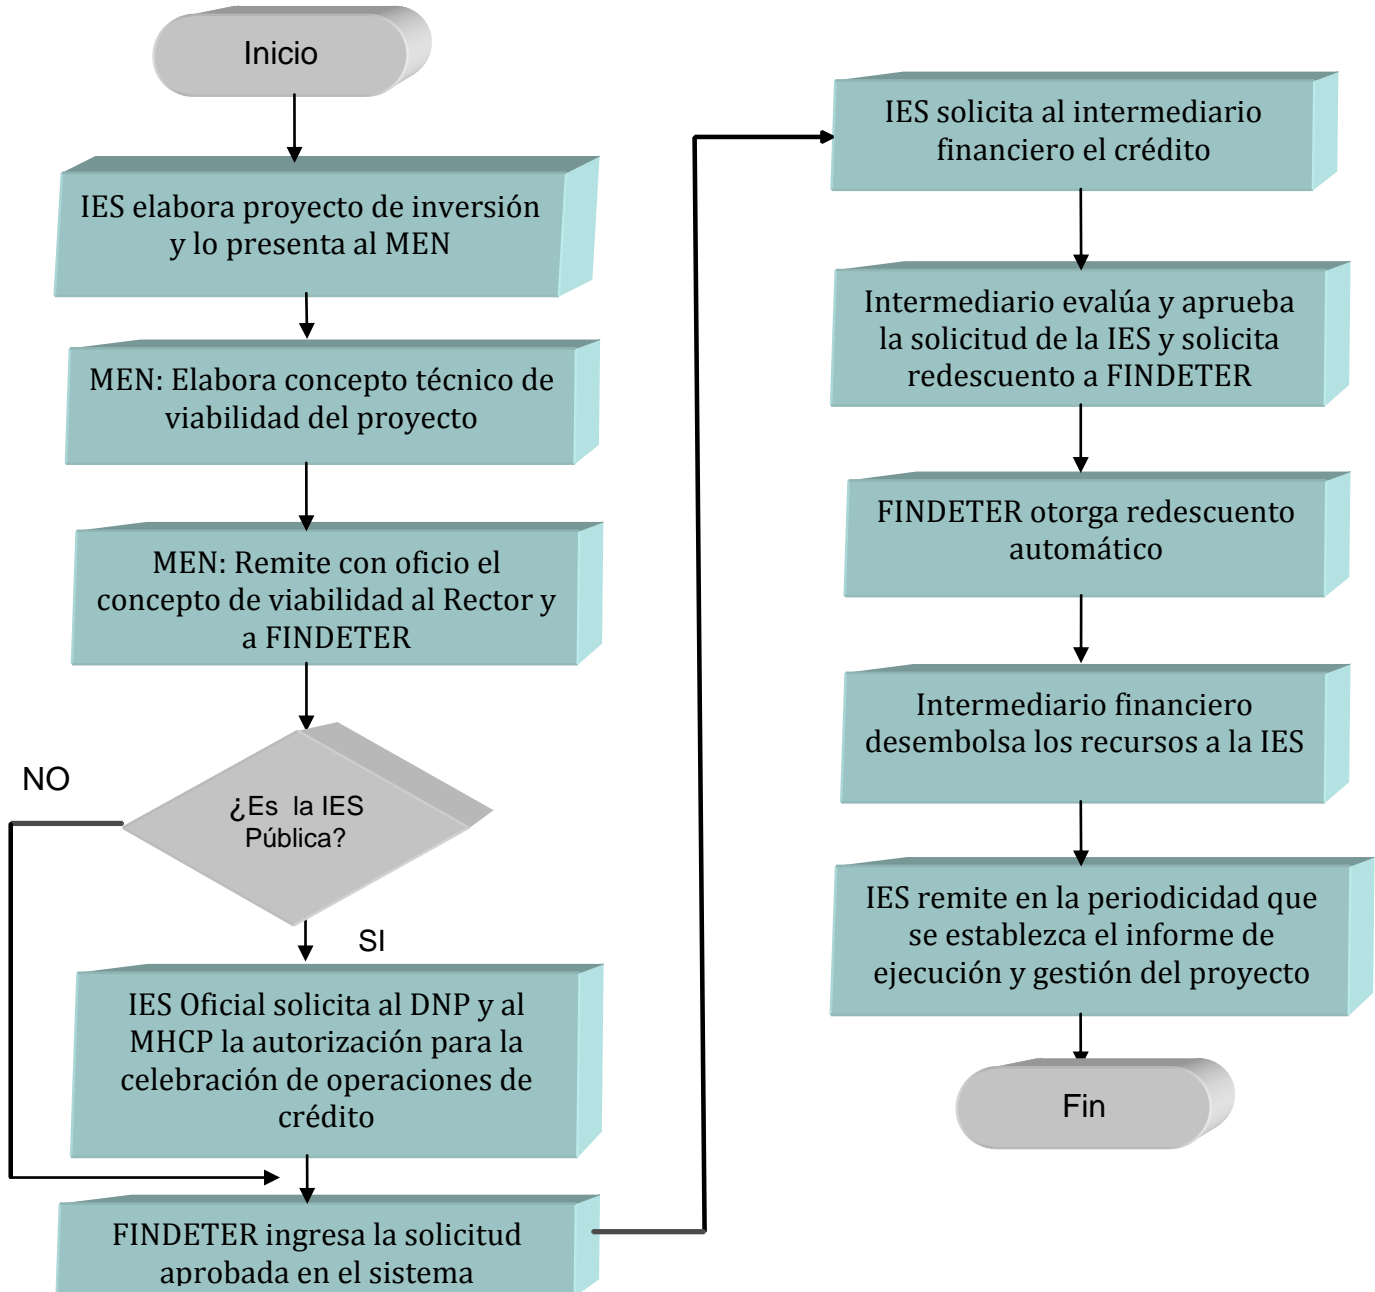 Inicio
IES elabora proyecto de inversión
y lo presenta al MEN
MEN: Elabora concepto técnico de
viabilidad del proyecto
MEN: Remite con oficio el
concepto de viabilidad al Rector y
a FINDETER
¿Es la IES
Pública?
NO
SI
IES Oficial solicita al DNP y al
MHCP la autorización para la
celebración de operaciones de
crédito
FINDETER ingresa la solicitud
aprobada en el sistema
IES solicita al intermediario
financiero el crédito
Intermediario evalúa y aprueba
la solicitud de la IES y solicita
redescuento a FINDETER
FINDETER otorga redescuento
automático
Intermediario financiero
desembolsa los recursos a la IES
IES remite en la periodicidad que
se establezca el informe de
ejecución y gestión del proyecto
Fin